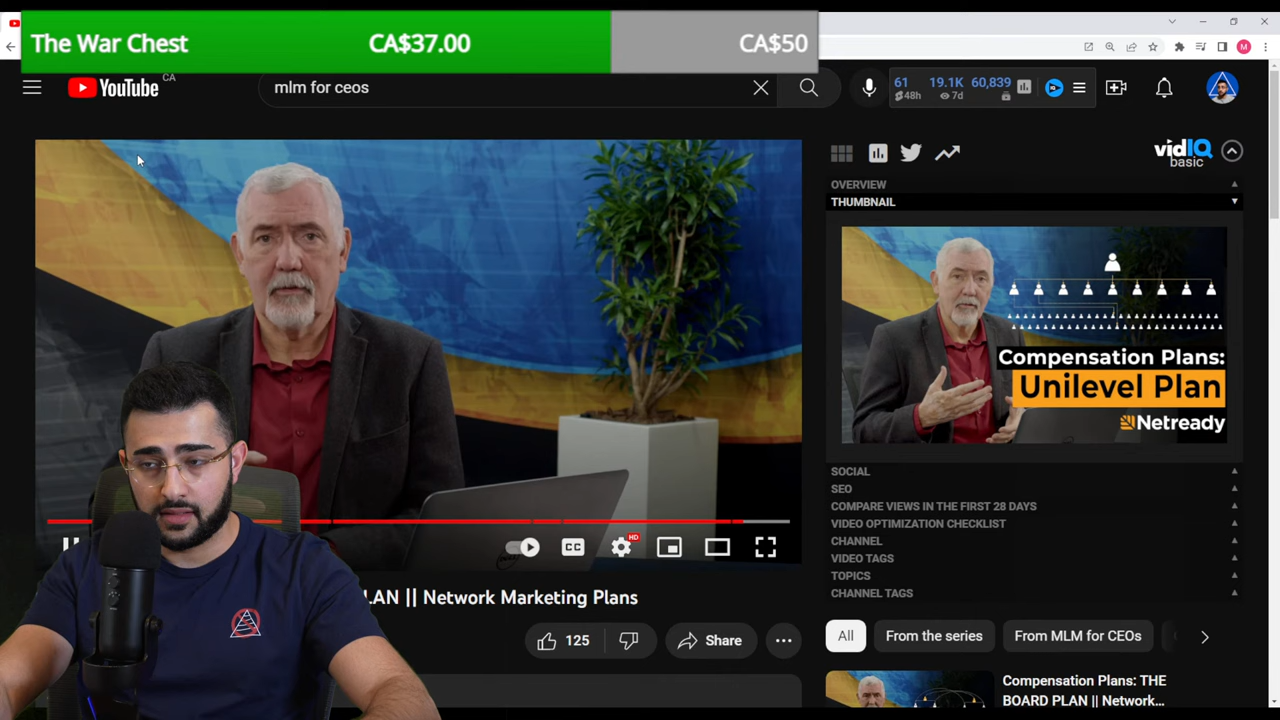 The War Chest CA$37.00 CA$50
YouTube CA
mlm for ceos
61 19.1K 60,839
48h 7d
M
vidIQ
basic
OVERVIEW
THUMBNAIL
Compensation Plans:
Unilevel Plan
Netready
SOCIAL
SEO
COMPARE VIEWS IN THE FIRST 28 DAYS
VIDEO OPTIMIZATION CHECKLIST
CHANNEL
VIDEO TAGS
TOPICS
CHANNEL TAGS
CC
HD
LAN || Network Marketing Plans
125
Share
All
From the series
From MLM for CEOs
Compensation Plans: THE
BOARD PLAN || Network...